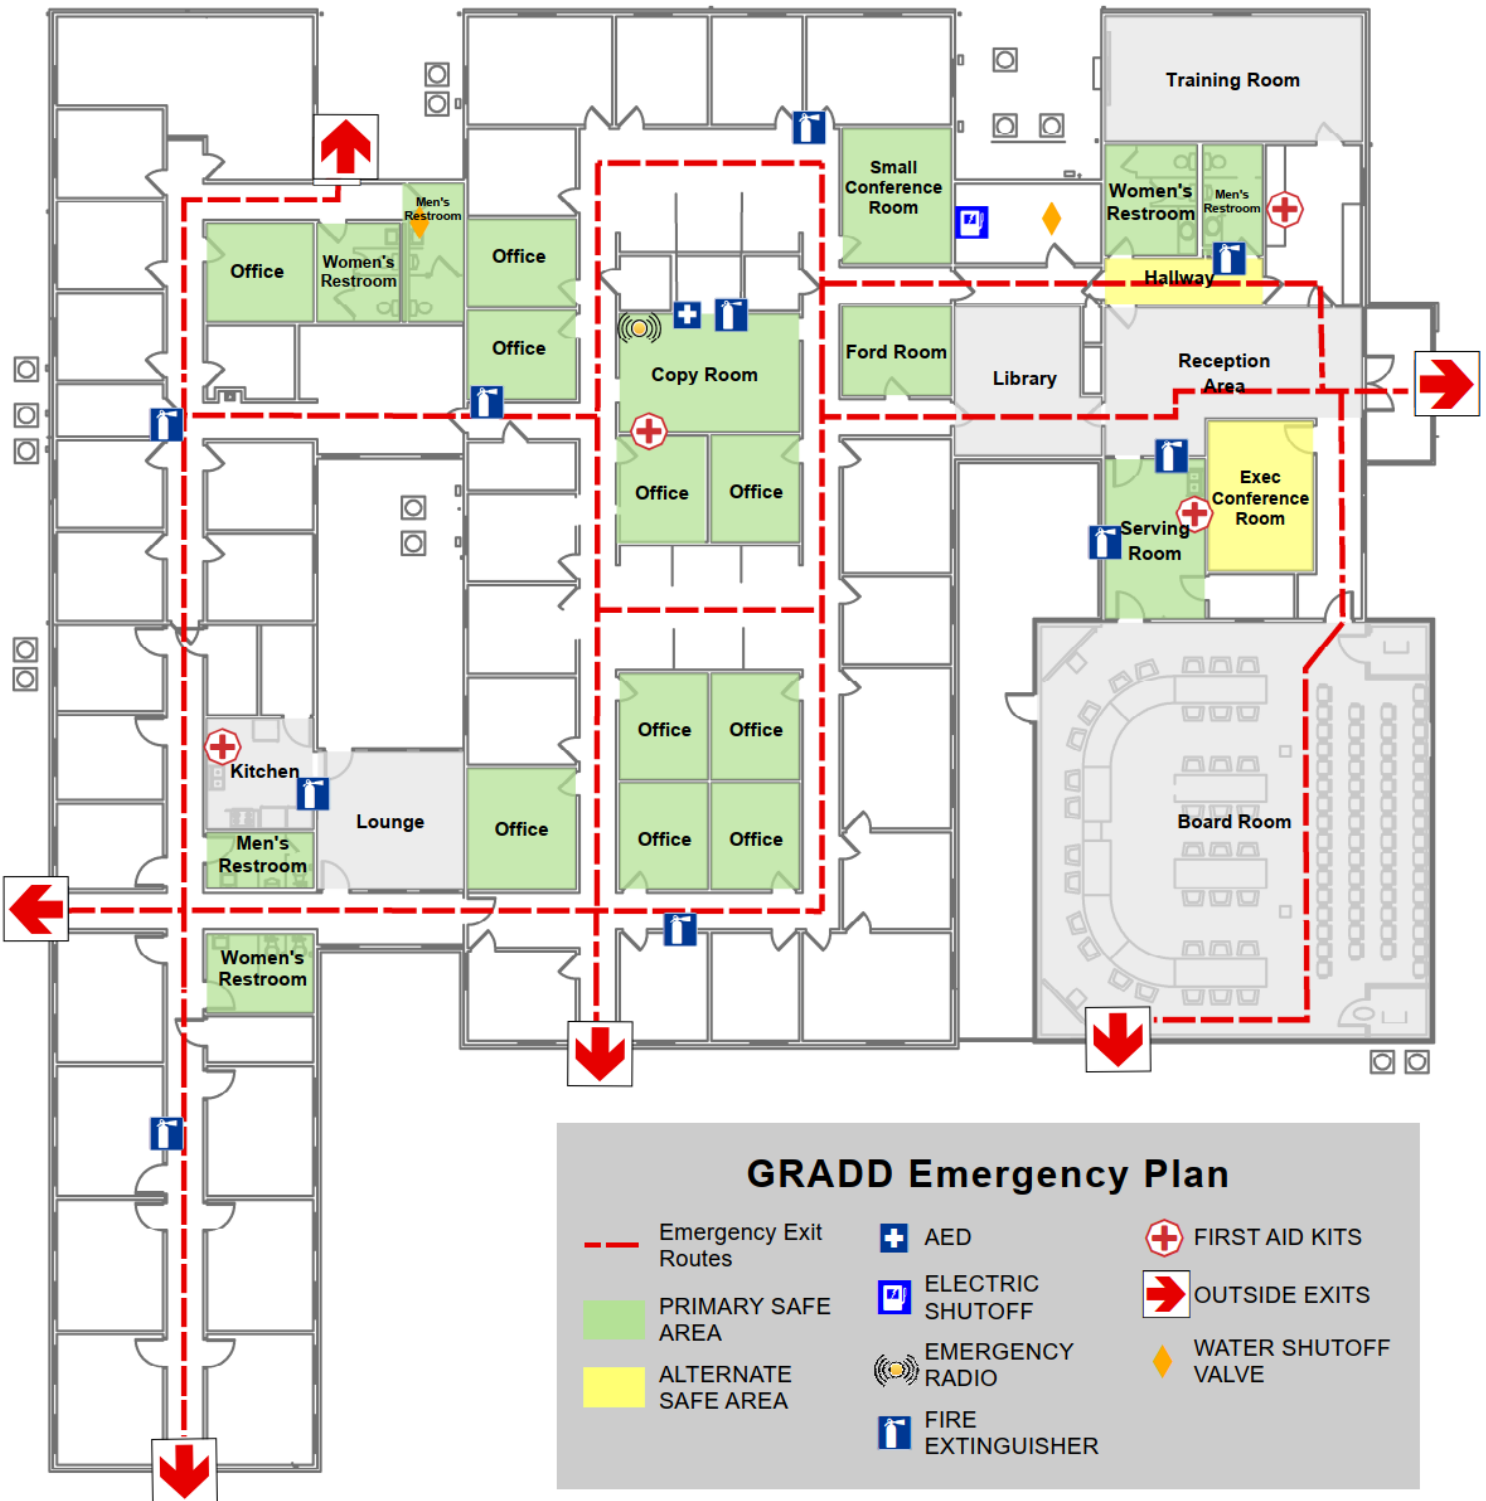 Training Room
Small
Conference
Room
Women's
Restroom
Men's
Restroom
Men's
Restroom
Office
Women's
Restroom
Office
Hallway
Office
Ford Room
Copy Room
Library
Reception
Area
Office
Office
Exec
Conference
Room
Serving
Room
Office
Office
Kitchen
Lounge
Office
Office
Office
Board Room
Men's
Restroom
Women's
Restroom
GRADD Emergency Plan
Emergency Exit
Routes
PRIMARY SAFE
AREA
ALTERNATE
SAFE AREA
AED
ELECTRIC
SHUTOFF
EMERGENCY
RADIO
FIRE
EXTINGUISHER
FIRST AID KITS
OUTSIDE EXITS
WATER SHUTOFF
VALVE